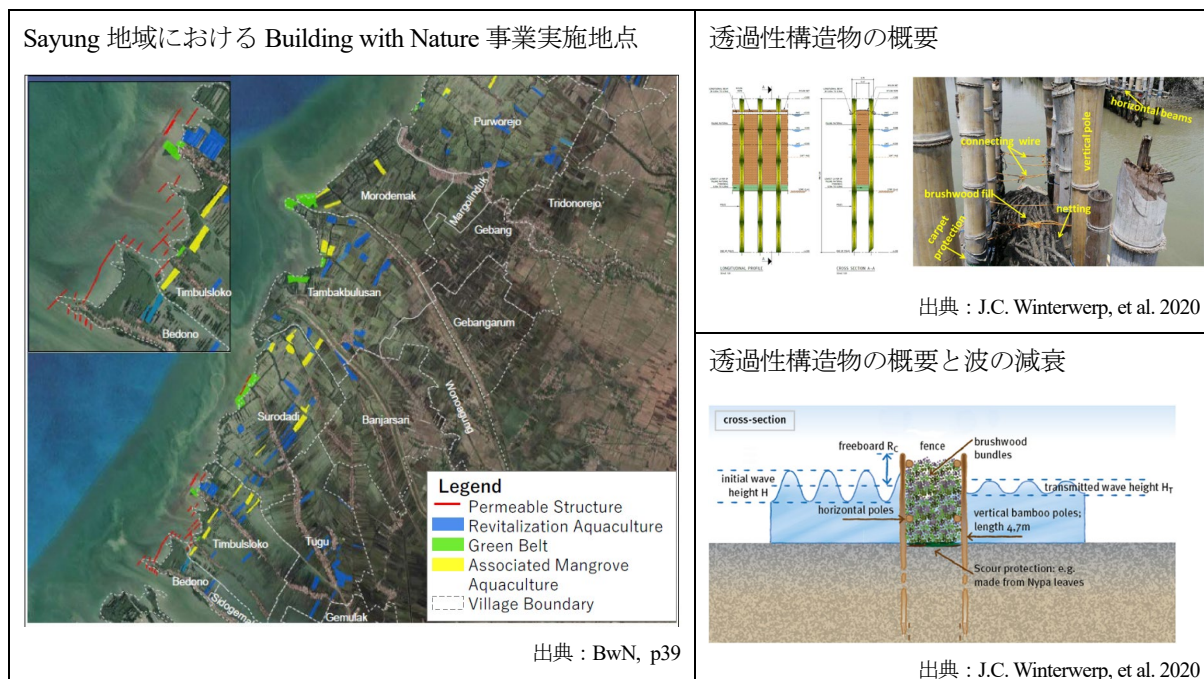 Sayung 地域における Building with Nature 事業実施地点
Purworejo
Morodemak
Margolinduk
Tridonorejo
Gebang
Timbulsloko
Bedono
Tambakbulusan
Gebangarum
Wonoagung
Surodadi
Banjarsari
Timbulsloko
Tugu
Bedono
Gemulak
Legend
Permeable Structure
Revitalization Aquaculture
Green Belt
Associated Mangrove
Aquaculture
Village Boundary
出典：BwN, p39
透過性構造物の概要
LONGITUDINAL PROFILE
CROSS SECTION A-A
horizontal beams
connecting wire
vertical pole
brushwood fill
netting
carpet protection
出典：J.C. Winterwerp, et al. 2020
透過性構造物の概要と波の減衰
cross-section
freeboard RC
fence
brushwood
bundles
initial wave
height H
transmitted wave height HT
horizontal poles
vertical bamboo poles;
length 4,7m
Scour protection: e.g.
made from Nypa leaves
出典：J.C. Winterwerp, et al. 2020